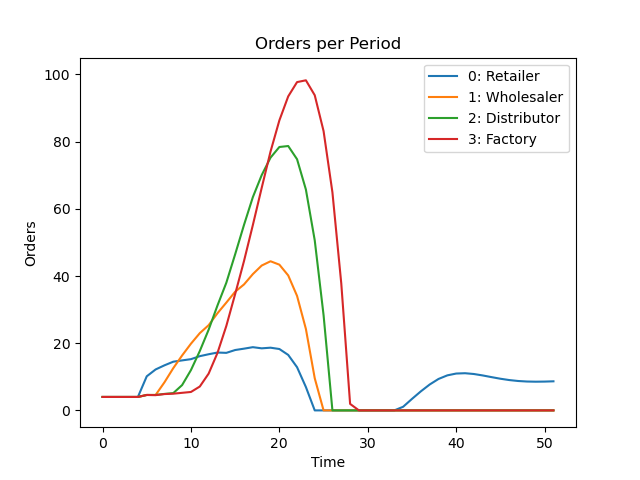 Orders per Period
100
80
60
40
20
0
Orders
0: Retailer
1: Wholesaler
2: Distributor
3: Factory
0 10 20 30 40 50
Time